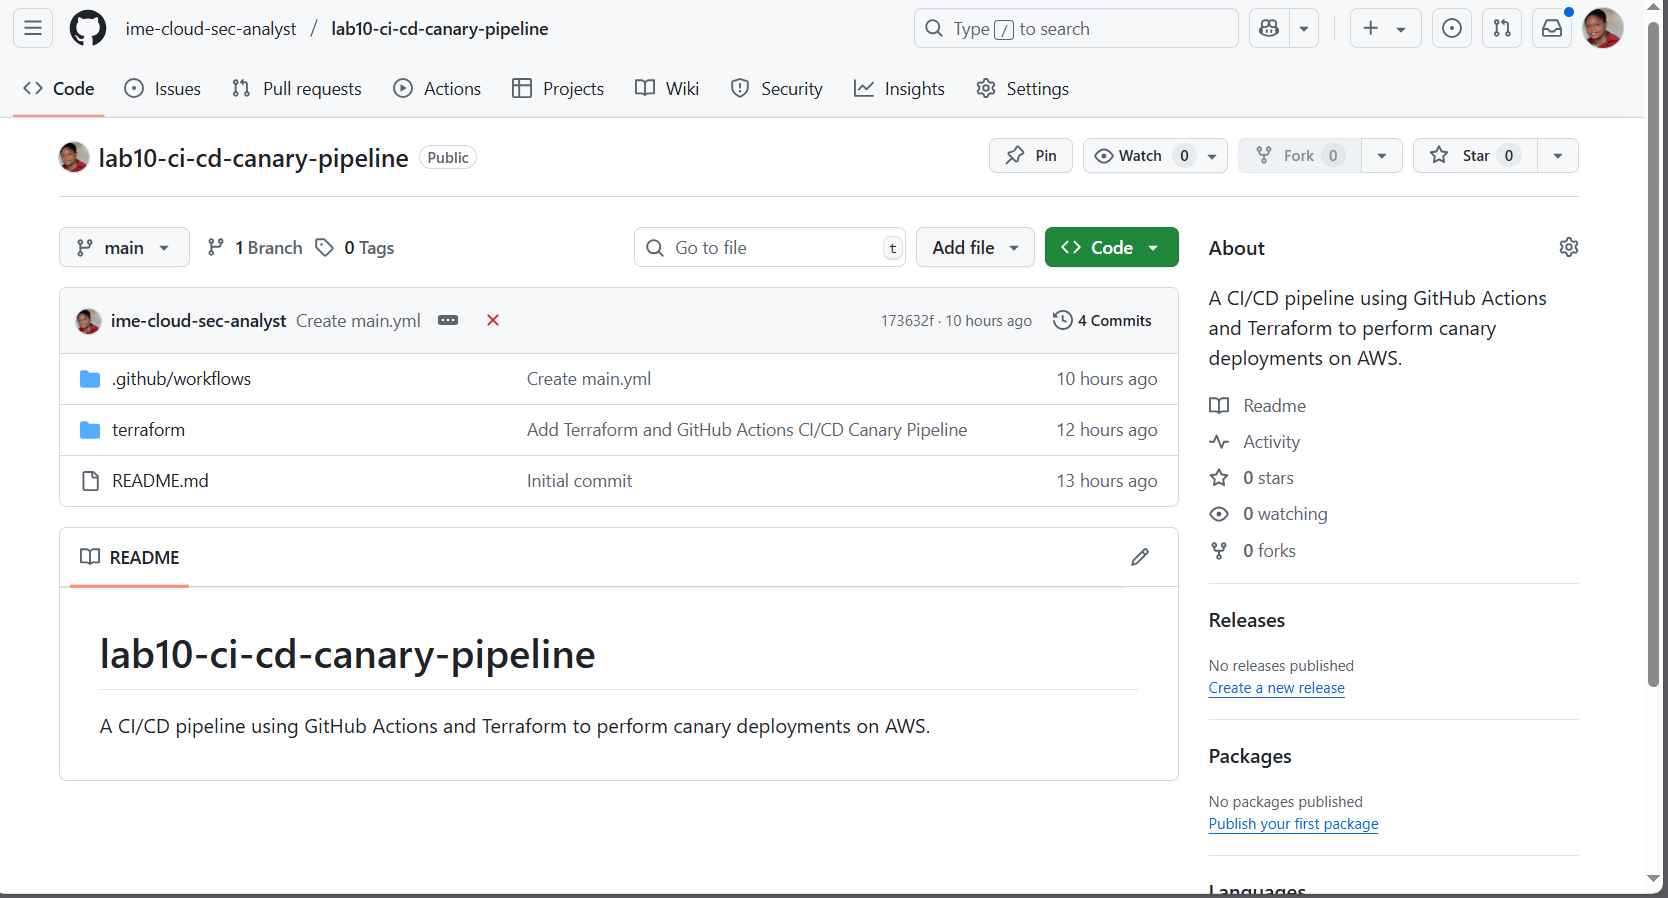 ime-cloud-sec-analyst / lab10-ci-cd-canary-pipeline
Type / to search
Code
Issues
Pull requests
Actions
Projects
Wiki
Security
Insights
Settings
lab10-ci-cd-canary-pipeline Public
Pin
Watch 0
Fork 0
Star 0
main
1 Branch
0 Tags
Go to file t
Add file
Code
ime-cloud-sec-analyst Create main.yml
173632f · 10 hours ago
4 Commits
.github/workflows Create main.yml 10 hours ago
terraform Add Terraform and GitHub Actions CI/CD Canary Pipeline 12 hours ago
README.md Initial commit 13 hours ago
README
lab10-ci-cd-canary-pipeline
A CI/CD pipeline using GitHub Actions and Terraform to perform canary deployments on AWS.
About
A CI/CD pipeline using GitHub Actions
and Terraform to perform canary
deployments on AWS.
Readme
Activity
0 stars
0 watching
0 forks
Releases
No releases published
Create a new release
Packages
No packages published
Publish your first package
Languages